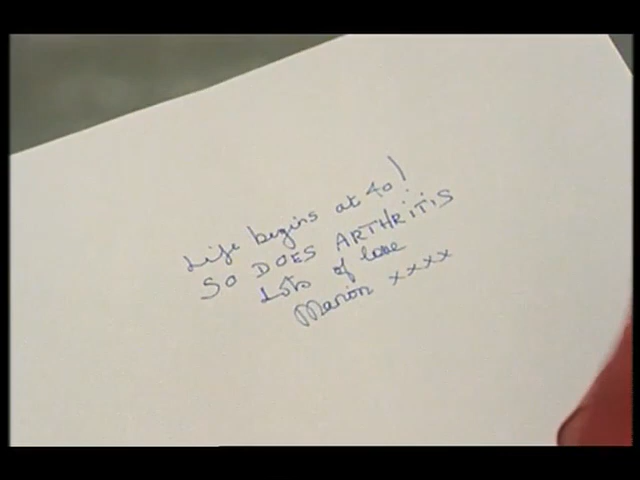 Life begins at 40!
SO DOES ARTHRITIS
Lots of love
Marion xxxx